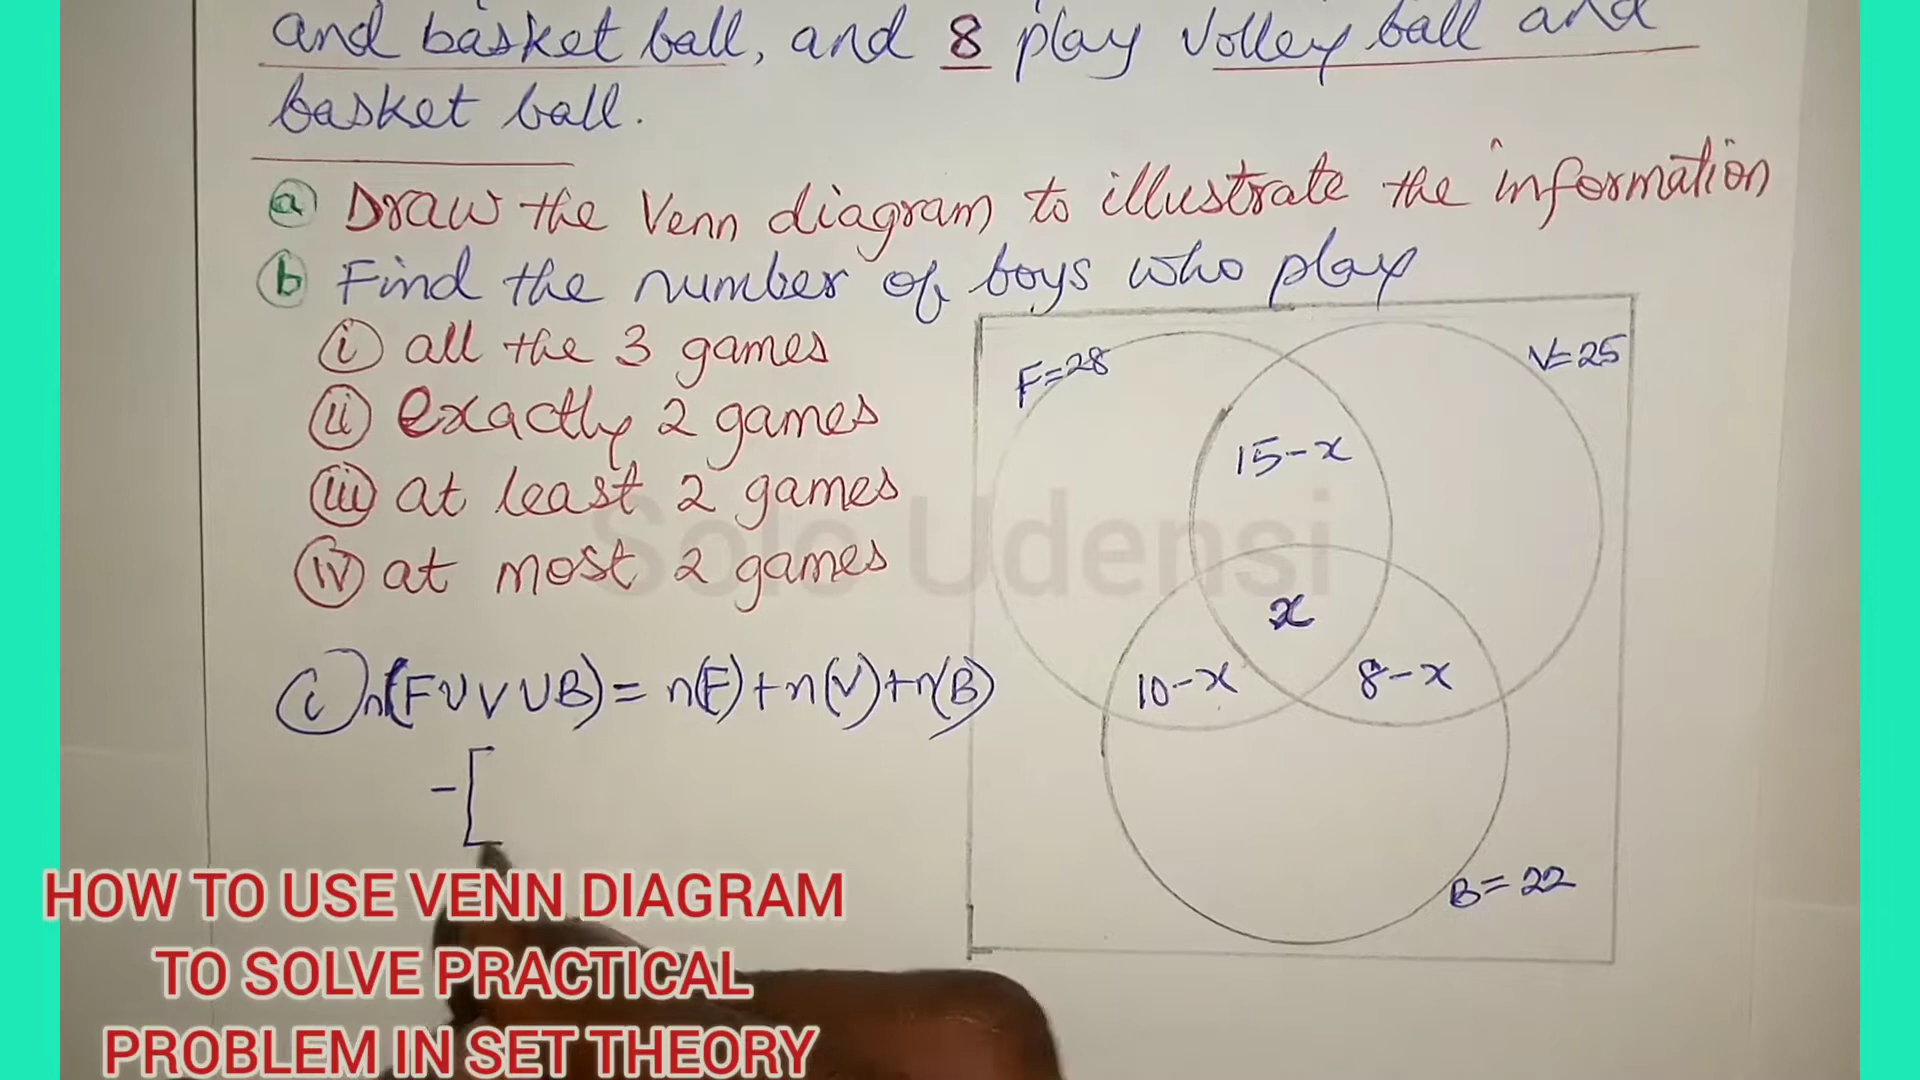 and basket ball, and 8 play volley ball and
basket ball.
a Draw the Venn diagram to illustrate the information
b Find the number of boys who play
i all the 3 games
ii exactly 2 games
iii at least 2 games
iv at most 2 games
F=28
V=25
15-x
x
10-x
8-x
B=22
i n(FUVUB) = n(F)+n(V)+n(B)
-[
Solo Udensi
HOW TO USE VENN DIAGRAM
TO SOLVE PRACTICAL
PROBLEM IN SET THEORY